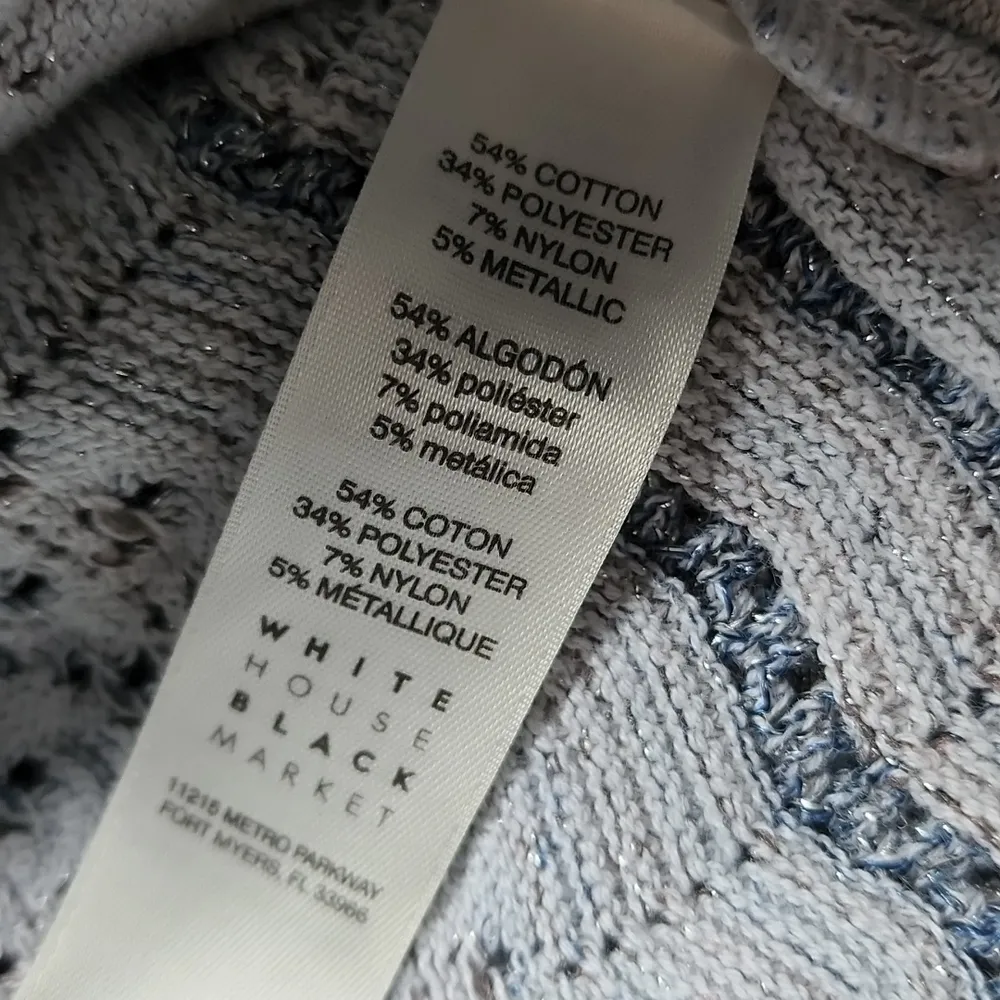 54% COTTON
34% POLYESTER
7% NYLON
5% METALLIC
54% ALGODÓN
34% poliéster
7% poliamida
5% metálica
54% COTON
34% POLYESTER
7% NYLON
5% MÉTALLIQUE
WHITE
HOUSE
BLACK
MARKET
11215 METRO PARKWAY
FORT MYERS, FL 33966